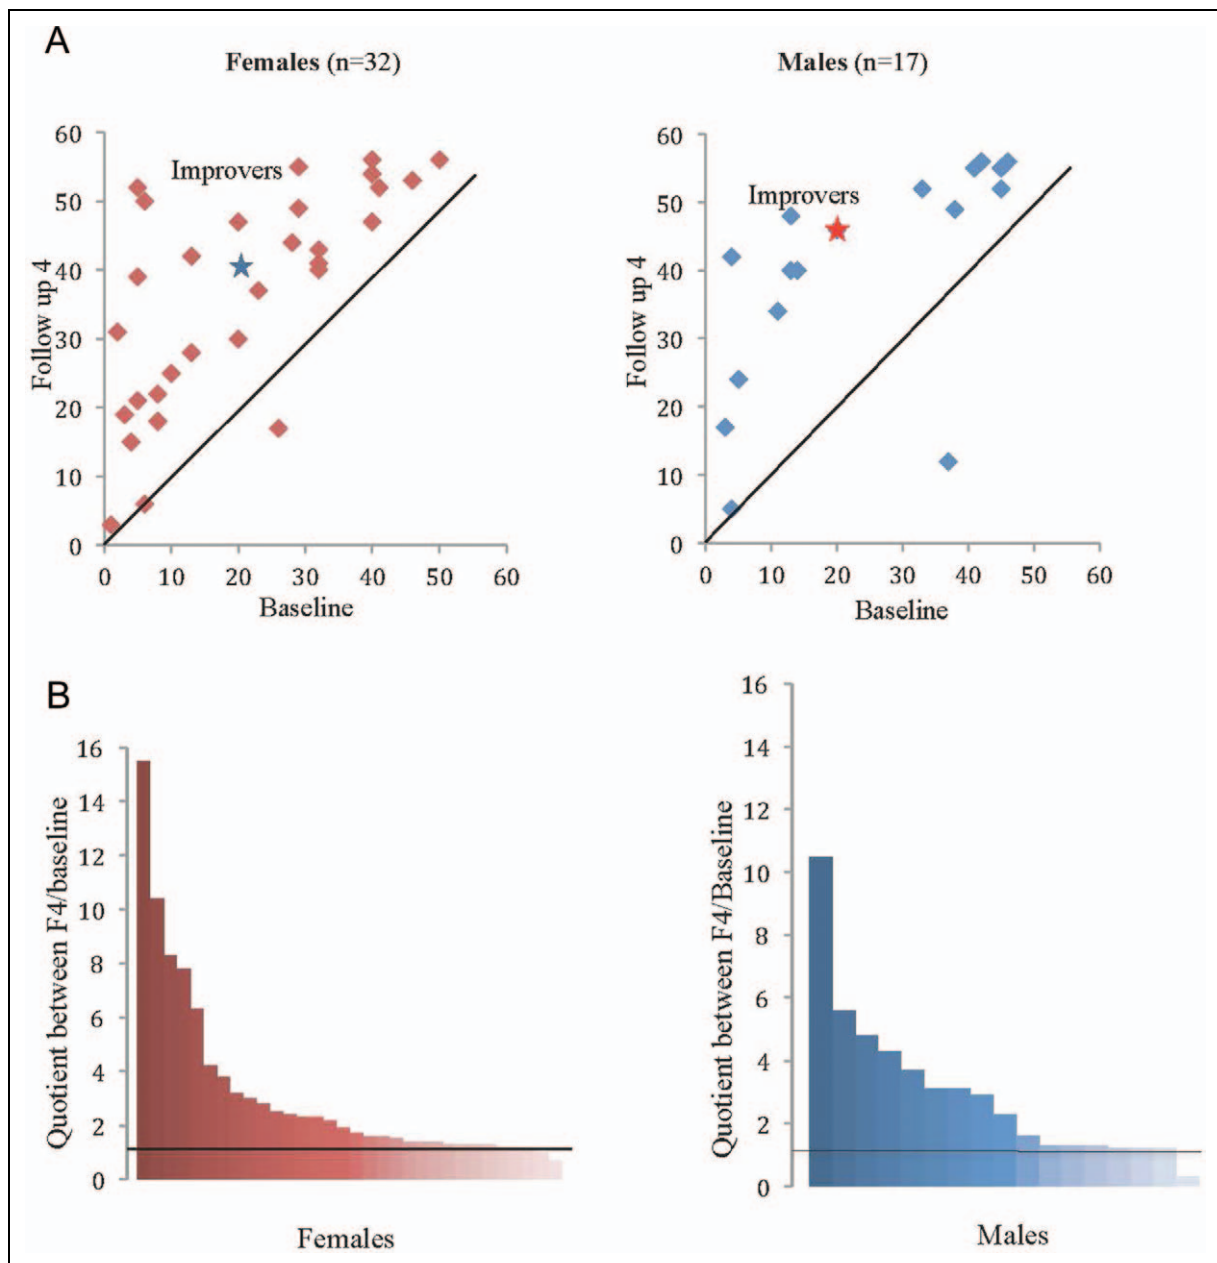 A
Females (n=32)
Males (n=17)
60
50
40
30
20
10
0
Follow up 4
Improvers
0 10 20 30 40 50 60
Baseline
60
50
40
30
20
10
0
Follow up 4
Improvers
0 10 20 30 40 50 60
Baseline
B
16
14
12
10
8
6
4
2
0
Quotient between F4/baseline
Females
16
14
12
10
8
6
4
2
0
Quotient between F4/Baseline
Males